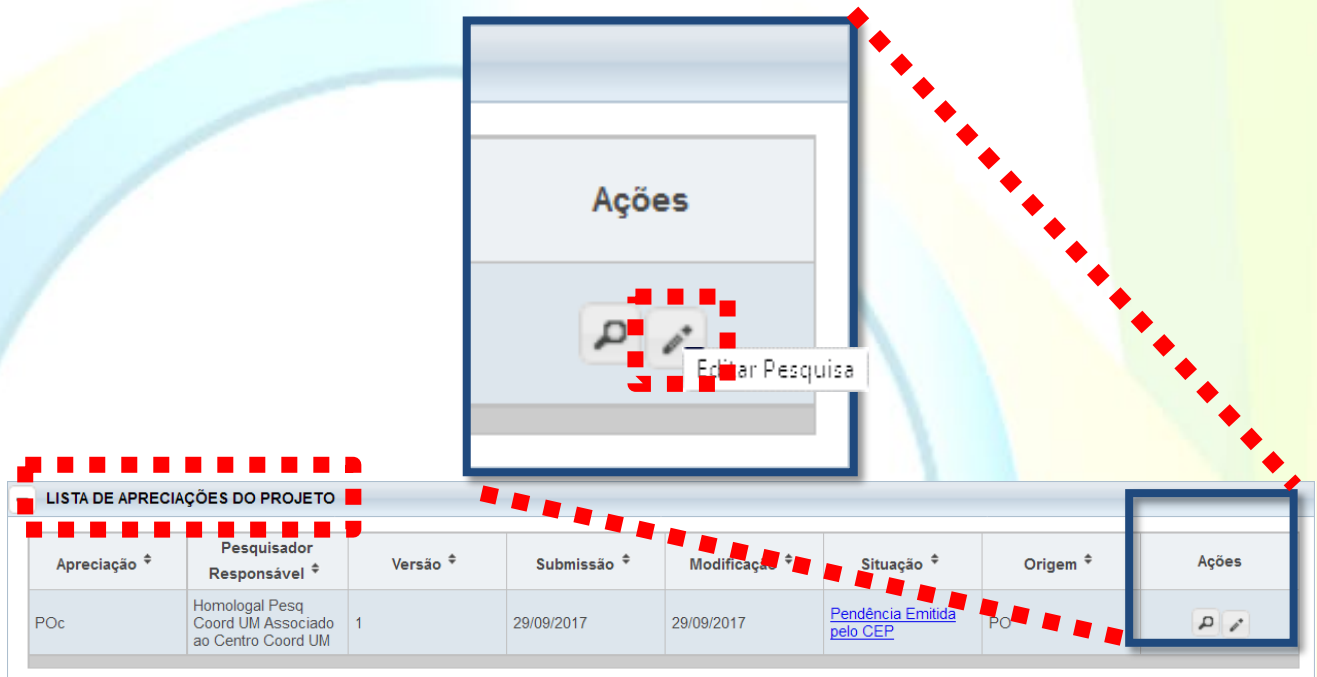 Ações
Editar Pesquisa
LISTA DE APRECIAÇÕES DO PROJETO
Apreciação
Pesquisador
Responsável
Versão
Submissão
Modificação
Situação
Origem
Ações
POc
Homologal Pesq
Coord UM Associado
ao Centro Coord UM
1
29/09/2017
29/09/2017
Pendência Emitida
pelo CEP
PO